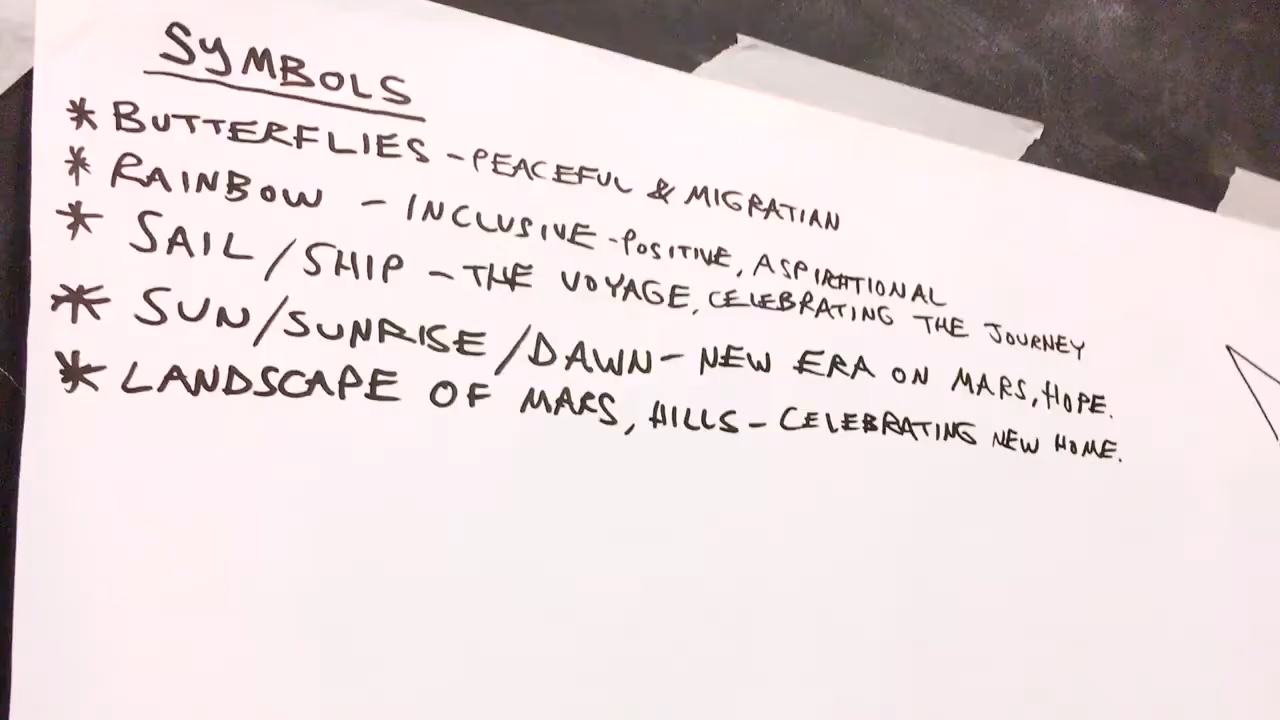 SYMBOLS
* BUTTERFLIES - PEACEFUL & MIGRATIAN
* RAINBOW - INCLUSIVE - POSITIVE, ASPIRATIONAL
* SAIL/SHIP - THE VOYAGE, CELEBRATING THE JOURNEY
* SUN/SUNRISE/DAWN - NEW ERA ON MARS, HOPE.
* LANDSCAPE OF MARS, HILLS - CELEBRATING NEW HOME.